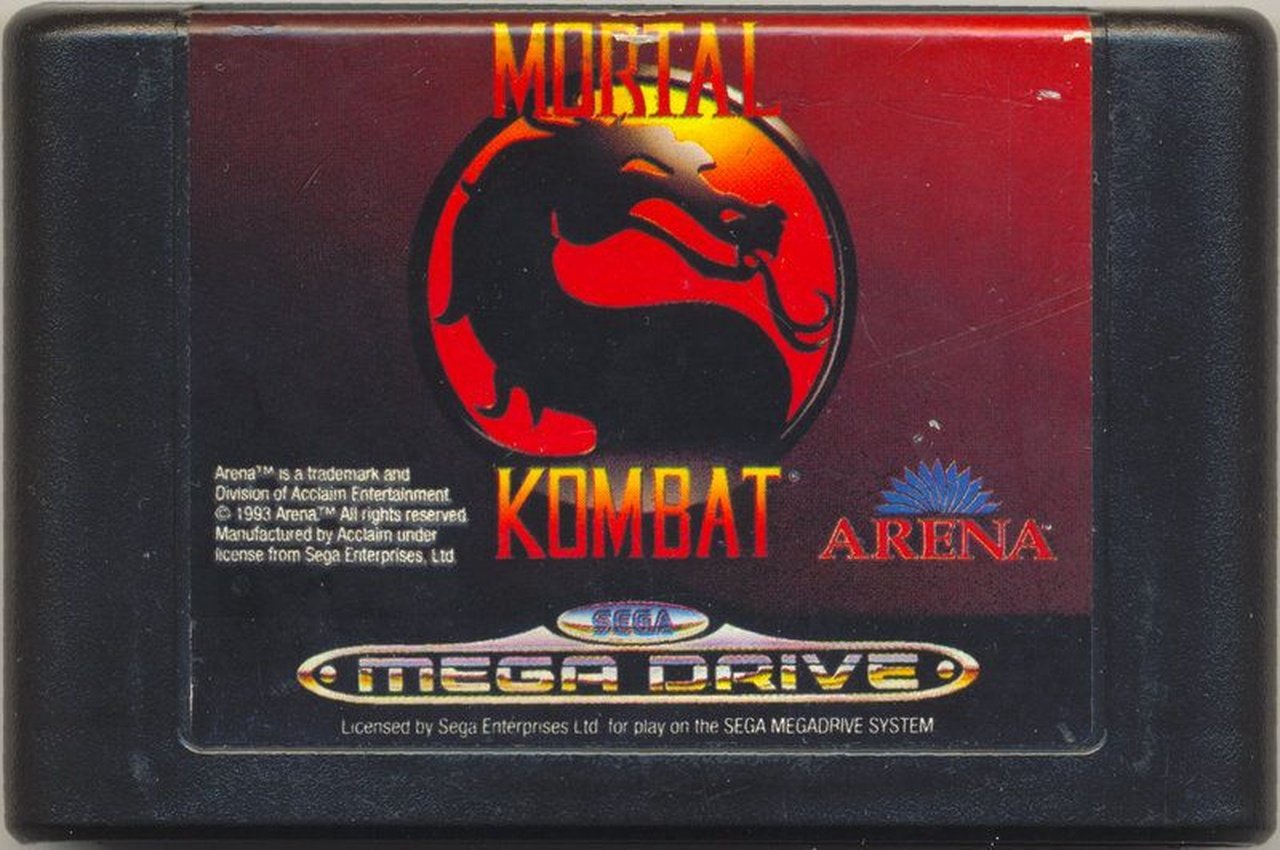 MORTAL
KOMBAT®
Arena™ is a trademark and
Division of Acclaim Entertainment.
© 1993 Arena.™ All rights reserved.
Manufactured by Acclaim under
license from Sega Enterprises, Ltd.
ARENA™
SEGA
MEGA DRIVE
Licensed by Sega Enterprises Ltd. for play on the SEGA MEGADRIVE SYSTEM